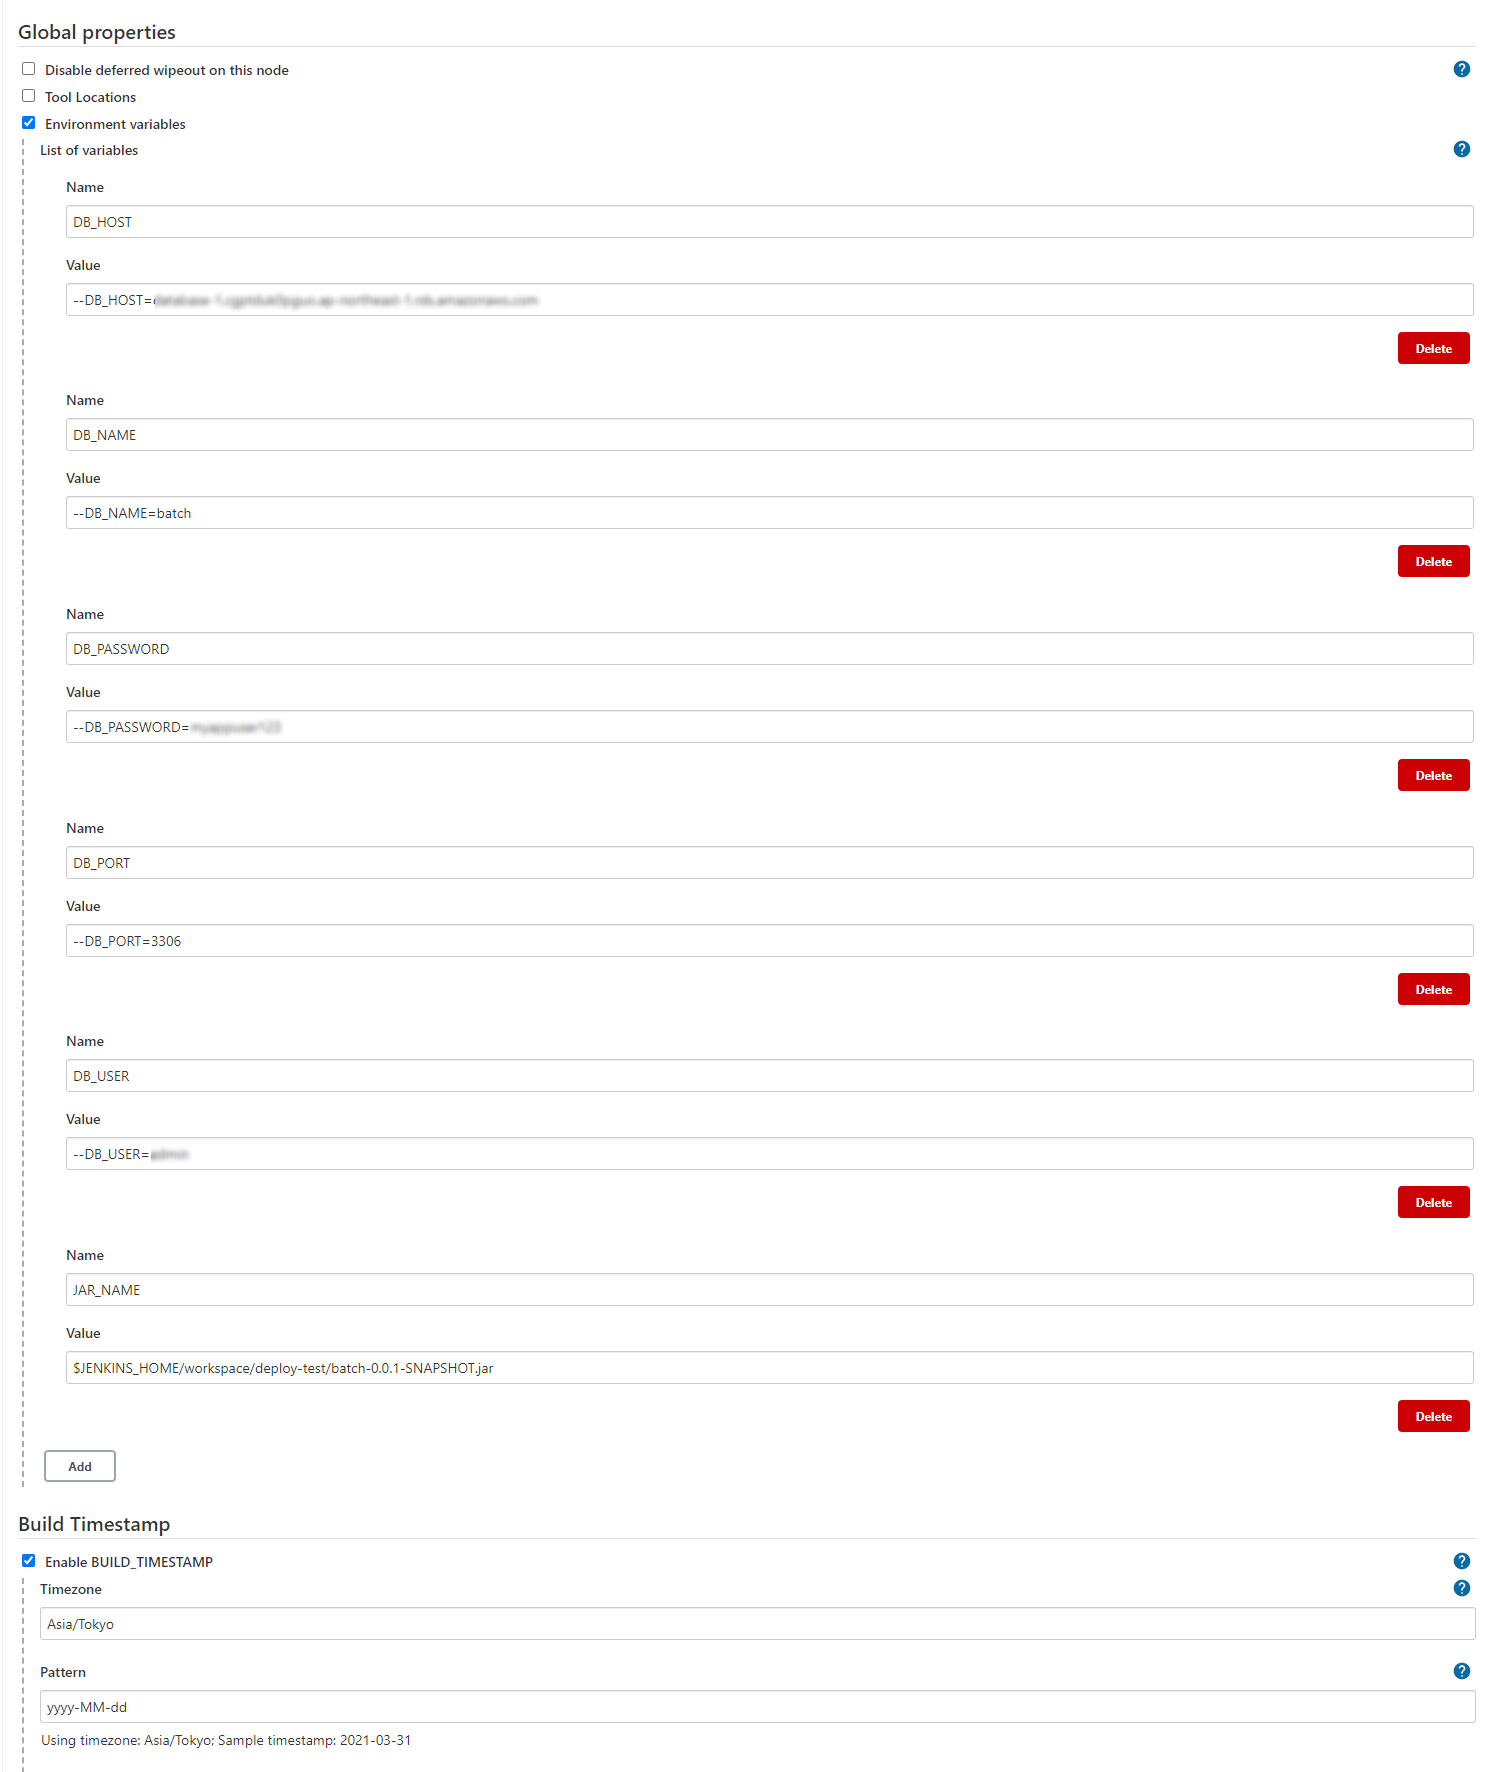 Global properties
Disable deferred wipeout on this node
?
Tool Locations
Environment variables
List of variables
?
Name
DB_HOST
Value
--DB_HOST=
Delete
Name
DB_NAME
Value
--DB_NAME=batch
Delete
Name
DB_PASSWORD
Value
--DB_PASSWORD=
Delete
Name
DB_PORT
Value
--DB_PORT=3306
Delete
Name
DB_USER
Value
--DB_USER=
Delete
Name
JAR_NAME
Value
$JENKINS_HOME/workspace/deploy-test/batch-0.0.1-SNAPSHOT.jar
Delete
Add
Build Timestamp
Enable BUILD_TIMESTAMP
?
Timezone
?
Asia/Tokyo
Pattern
?
yyyy-MM-dd
Using timezone: Asia/Tokyo; Sample timestamp: 2021-03-31